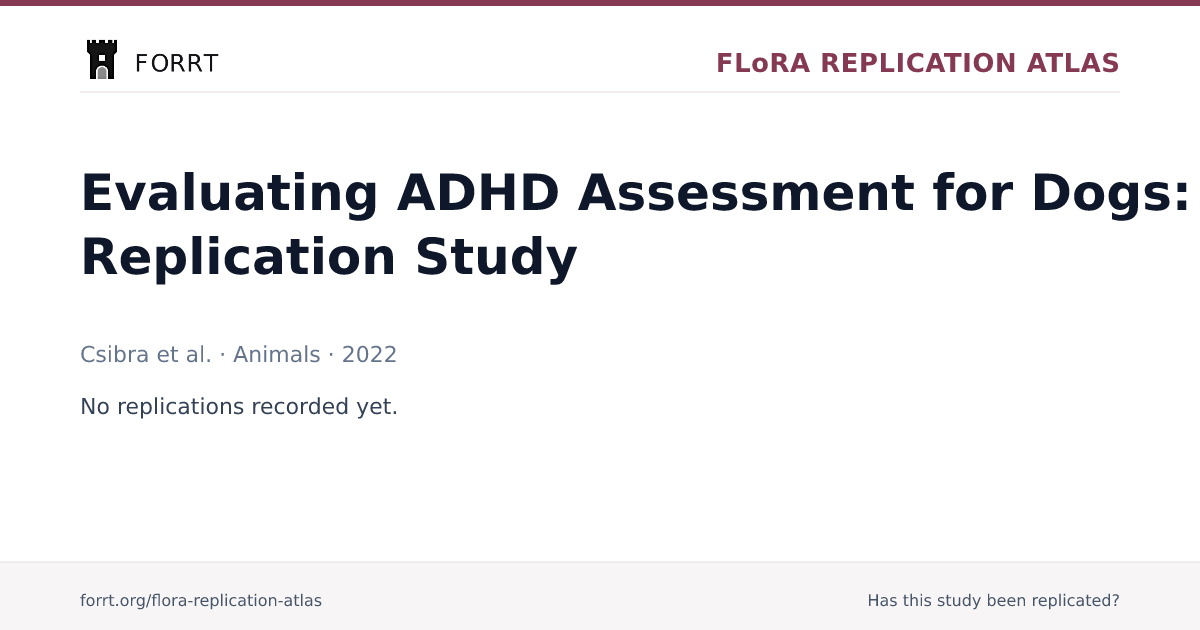 FORRT
FLoRA REPLICATION ATLAS
Evaluating ADHD Assessment for Dogs:
Replication Study
Csibra et al. · Animals · 2022
No replications recorded yet.
forrt.org/flora-replication-atlas
Has this study been replicated?